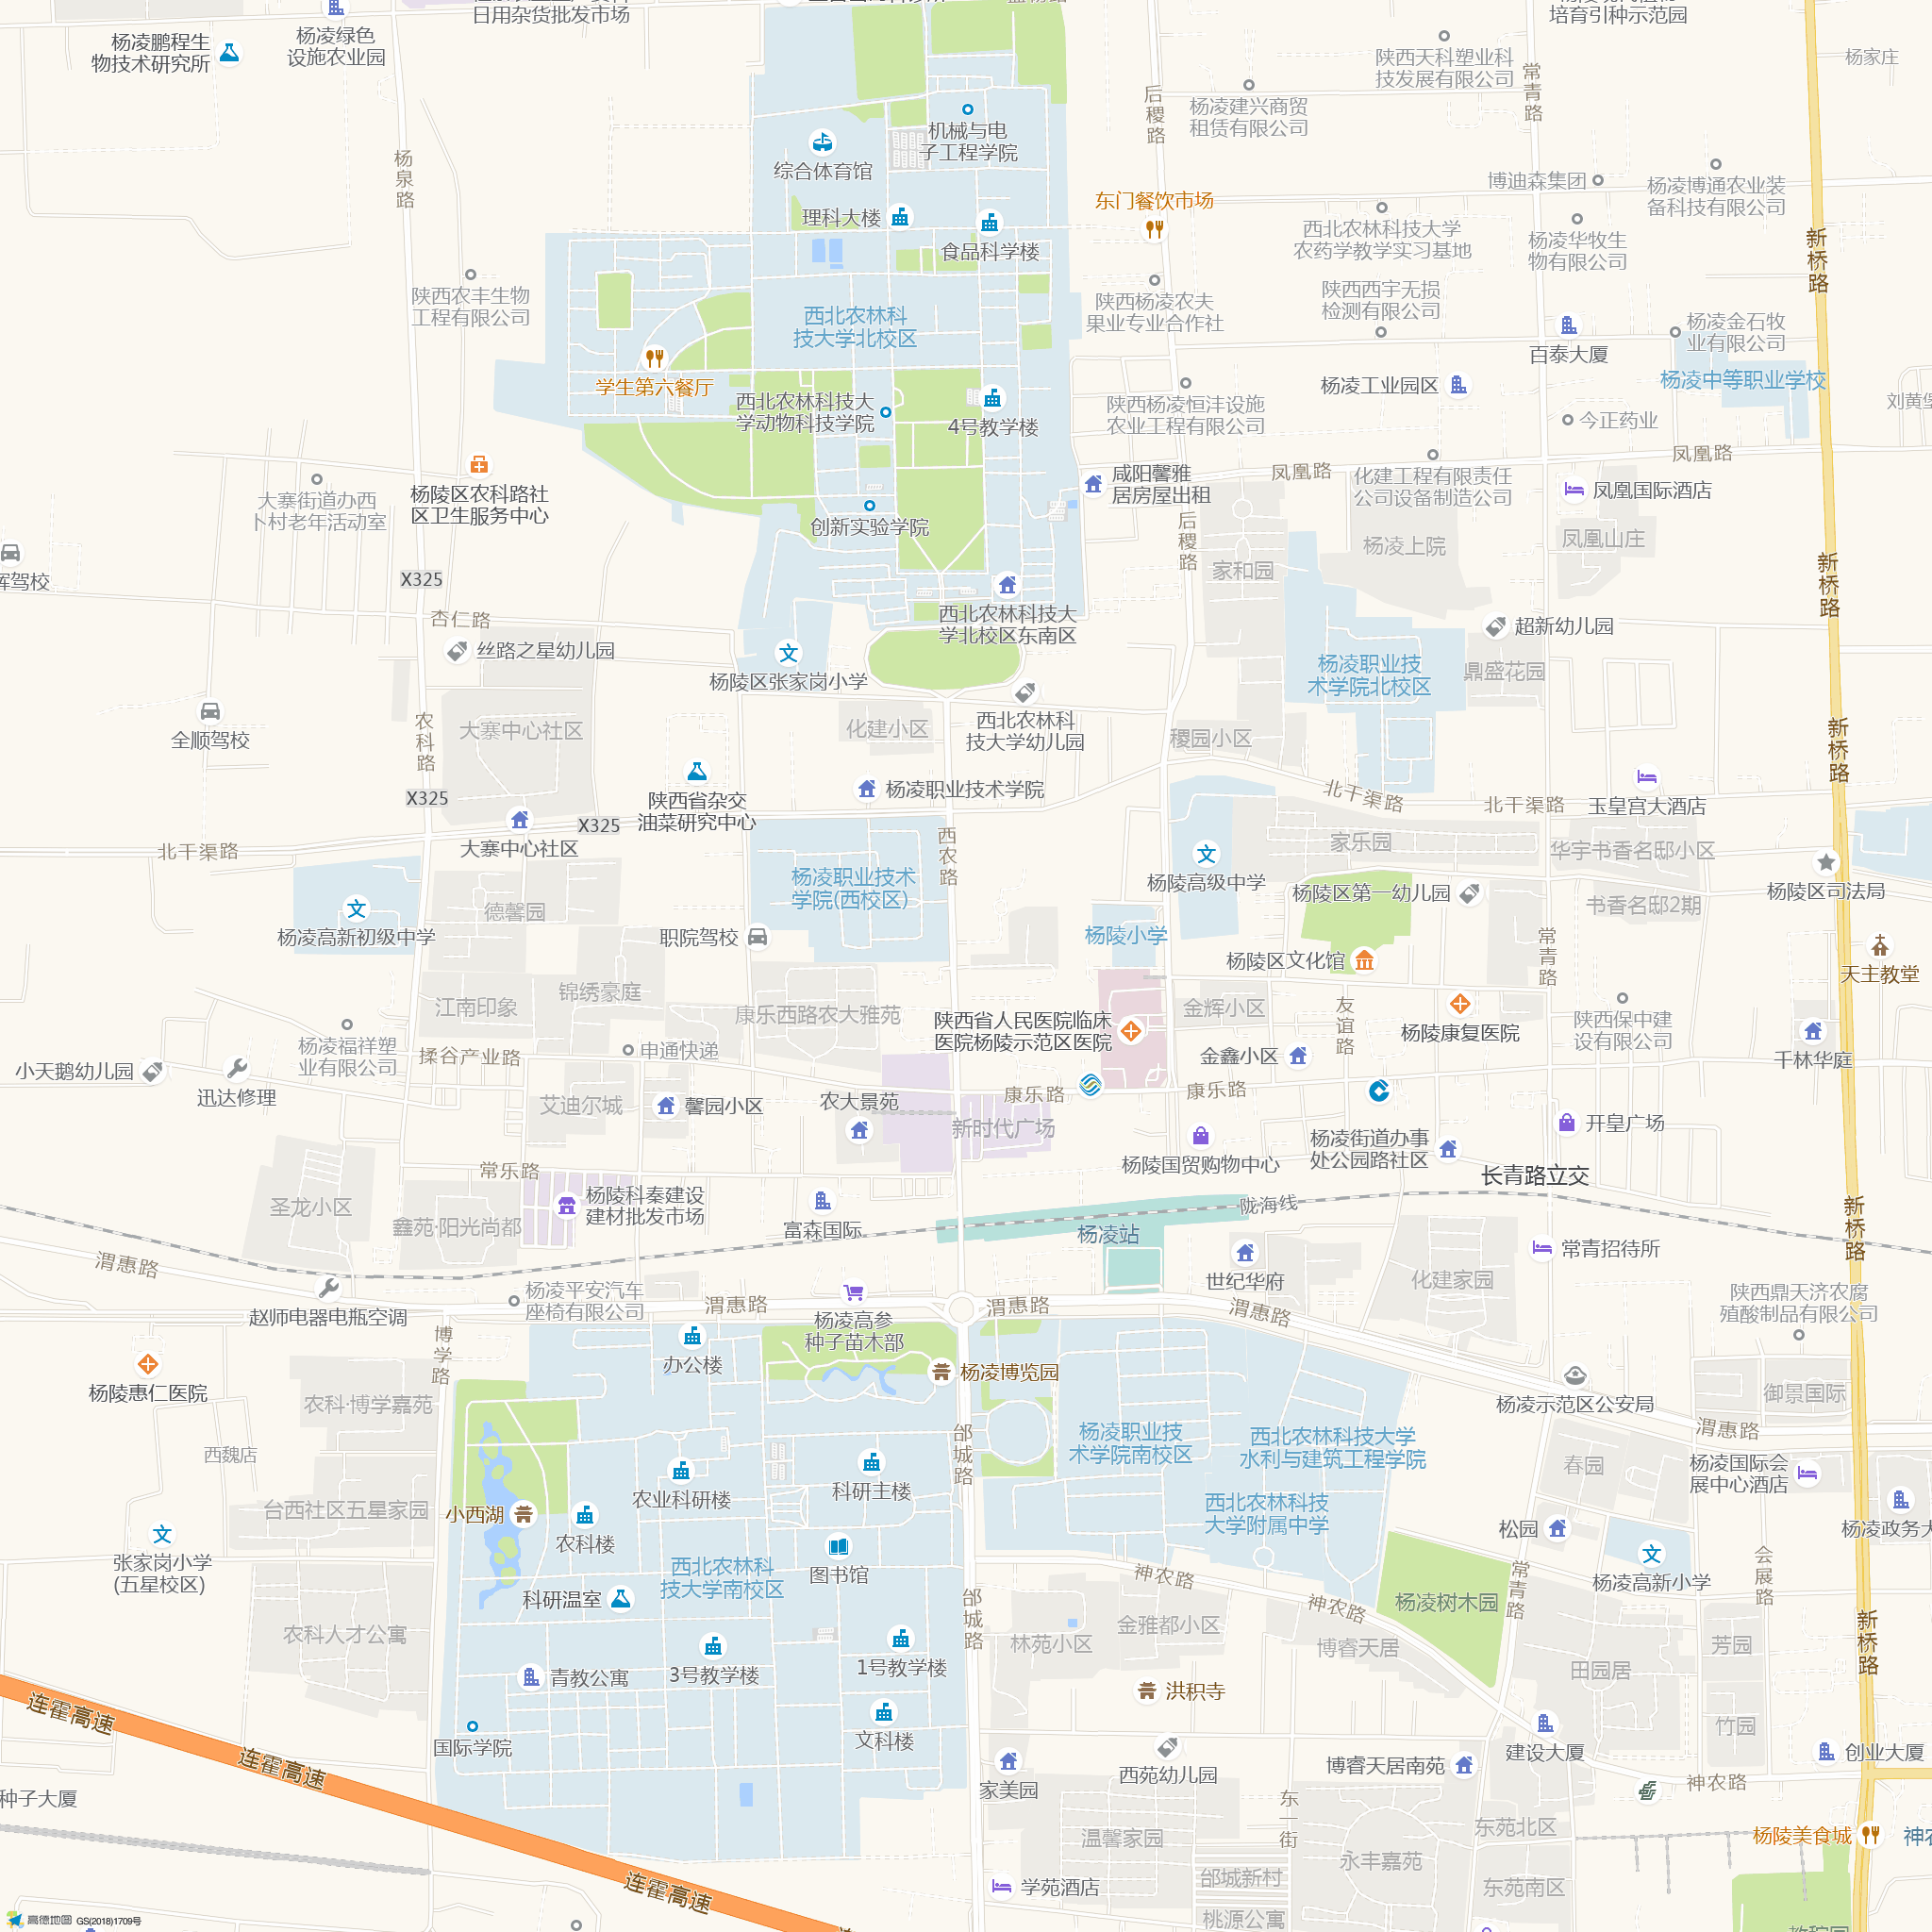 日用杂货批发市场
培育引种示范园
杨凌鹏程生
物技术研究所
杨凌绿色
设施农业园
陕西天科塑业科
技发展有限公司
杨家庄
常青路
后稷路
杨凌建兴商贸
租赁有限公司
机械与电
子工程学院
综合体育馆
杨泉路
博迪森集团
杨凌博通农业装
备科技有限公司
东门餐饮市场
理科大楼
食品科学楼
西北农林科技大学
农药学教学实习基地
杨凌华牧生
物有限公司
新桥路
陕西农丰生物
工程有限公司
陕西杨凌农夫
果业专业合作社
陕西西宇无损
检测有限公司
西北农林科
技大学北校区
杨凌金石牧
业有限公司
百泰大厦
学生第六餐厅
杨凌工业园区
杨凌中等职业学校
西北农林科技大
学动物科技学院
4号教学楼
陕西杨凌恒沣设施
农业工程有限公司
今正药业
凤凰路
凤凰路
咸阳馨雅
居房屋出租
化建工程有限责任
公司设备制造公司
凤凰国际酒店
杨陵区农科路社
区卫生服务中心
大寨街道办西
卜村老年活动室
创新实验学院
后稷路
杨凌上院
凤凰山庄
家和园
新桥路
X325
杏仁路
西北农林科技大
学北校区东南区
超新幼儿园
丝路之星幼儿园
杨陵区张家岗小学
杨凌职业技
术学院北校区
鼎盛花园
全顺驾校
农科路
大寨中心社区
化建小区
西北农林科
技大学幼儿园
稷园小区
新桥路
X325
陕西省杂交
油菜研究中心
杨凌职业技术学院
北干渠路
北干渠路
玉皇宫大酒店
X325
北干渠路
大寨中心社区
西农路
家乐园
华宇书香名邸小区
杨凌职业技术
学院(西校区)
杨陵高级中学
杨陵区第一幼儿园
杨陵区司法局
德馨园
书香名邸2期
杨凌高新初级中学
职院驾校
杨陵小学
常青路
杨陵区文化馆
天主教堂
江南印象
锦绣豪庭
康乐西路农大雅苑
金辉小区
友谊路
杨陵康复医院
陕西保中建
设有限公司
陕西省人民医院临床
医院杨陵示范区医院
杨凌福祥塑
业有限公司
揉谷产业路
申通快递
金鑫小区
千林华庭
小天鹅幼儿园
迅达修理
艾迪尔城
馨园小区
农大景苑
康乐路
康乐路
新时代广场
开皇广场
杨陵国贸购物中心
杨凌街道办事
处公园路社区
常乐路
长青路立交
圣龙小区
杨陵科秦建设
建材批发市场
鑫苑·阳光尚都
富森国际
陇海线
杨凌站
新桥路
渭惠路
世纪华府
常青招待所
化建家园
赵师电器电瓶空调
杨凌平安汽车
座椅有限公司
渭惠路
杨凌高参
种子苗木部
渭惠路
渭惠路
陕西鼎天济农腐
殖酸制品有限公司
博学路
办公楼
杨凌博览园
杨陵惠仁医院
农科·博学嘉苑
杨凌示范区公安局
御景国际
西魏店
邰城路
杨凌职业技
术学院南校区
西北农林科技大学
水利与建筑工程学院
渭惠路
春园
杨凌国际会
展中心酒店
农业科研楼
科研主楼
台西社区五星家园
小西湖
农科楼
西北农林科技
大学附属中学
松园
张家岗小学
(五星校区)
西北农林科
技大学南校区
图书馆
科研温室
神农路
神农路
杨凌树木园
常青路
杨凌高新小学
会展路
邰城路
农科人才公寓
林苑小区
金雅都小区
博睿天居
新桥路
芳园
田园居
3号教学楼
1号教学楼
青教公寓
洪积寺
连霍高速
国际学院
文科楼
竹园
建设大厦
创业大厦
连霍高速
家美园
西苑幼儿园
博睿天居南苑
神农路
种子大厦
东一街
温馨家园
东苑北区
杨陵美食城
永丰嘉苑
邰城新村
东苑南区
连霍高速
学苑酒店
桃源公寓
高德地图 GS(2018)1709号